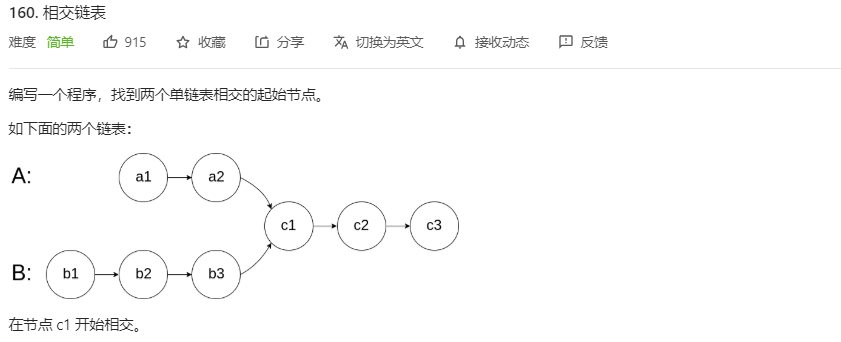 160. 相交链表
难度 简单 915 收藏 分享 切换为英文 接收动态 反馈
编写一个程序，找到两个单链表相交的起始节点。
如下面的两个链表：
A: a1 a2
c1 c2 c3
B: b1 b2 b3
在节点 c1 开始相交。